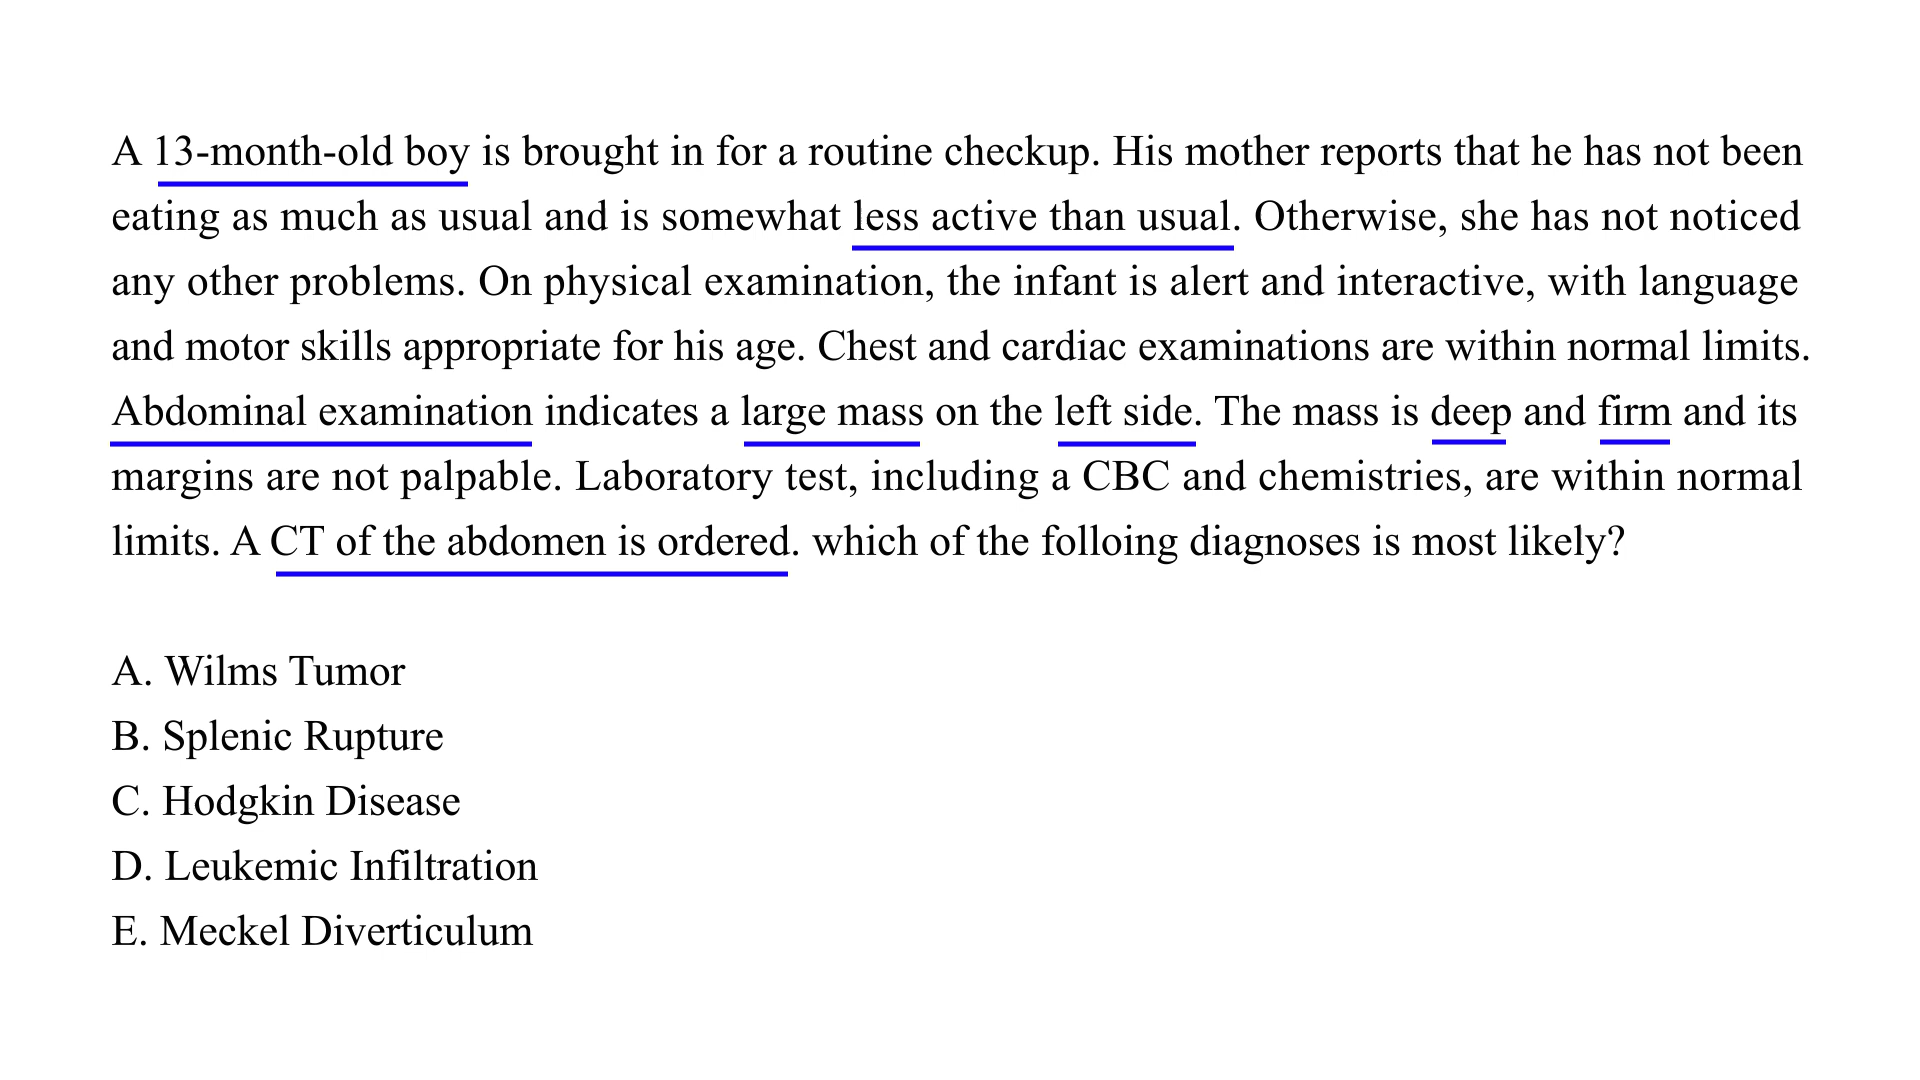 A 13-month-old boy is brought in for a routine checkup. His mother reports that he has not been
eating as much as usual and is somewhat less active than usual. Otherwise, she has not noticed
any other problems. On physical examination, the infant is alert and interactive, with language
and motor skills appropriate for his age. Chest and cardiac examinations are within normal limits.
Abdominal examination indicates a large mass on the left side. The mass is deep and firm and its
margins are not palpable. Laboratory test, including a CBC and chemistries, are within normal
limits. A CT of the abdomen is ordered. which of the folloing diagnoses is most likely?
A. Wilms Tumor
B. Splenic Rupture
C. Hodgkin Disease
D. Leukemic Infiltration
E. Meckel Diverticulum